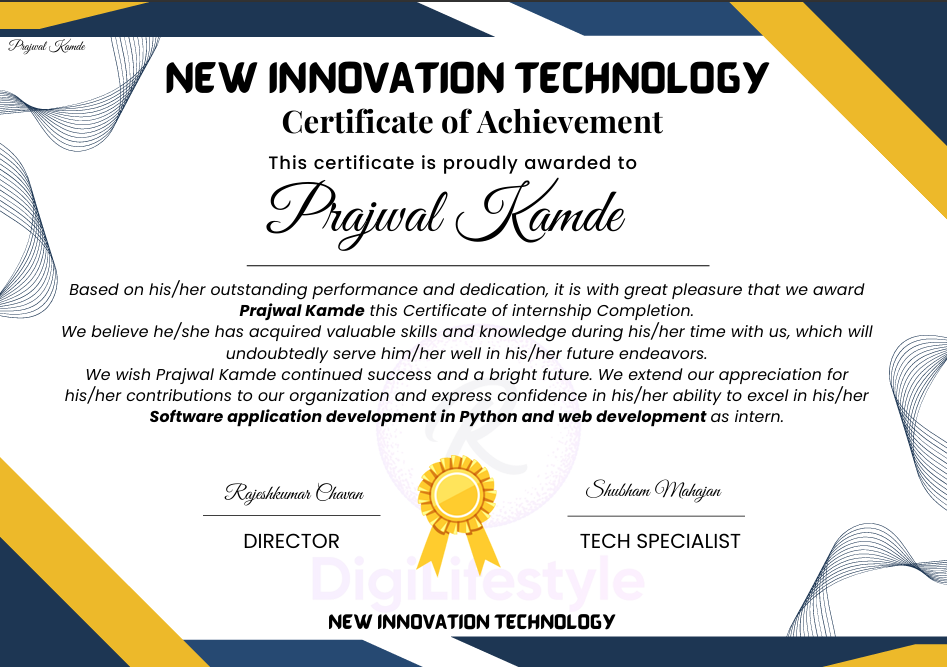 Prajwal Kamde
NEW INNOVATION TECHNOLOGY
Certificate of Achievement
This certificate is proudly awarded to
Prajwal Kamde
Based on his/her outstanding performance and dedication, it is with great pleasure that we award
Prajwal Kamde this Certificate of internship Completion.
We believe he/she has acquired valuable skills and knowledge during his/her time with us, which will
undoubtedly serve him/her well in his/her future endeavors.
We wish Prajwal Kamde continued success and a bright future. We extend our appreciation for
his/her contributions to our organization and express confidence in his/her ability to excel in his/her
Software application development in Python and web development as intern.
R
Rajeshkumar Chavan
Shubham Mahajan
DIRECTOR
TECH SPECIALIST
DigiLifestyle
NEW INNOVATION TECHNOLOGY